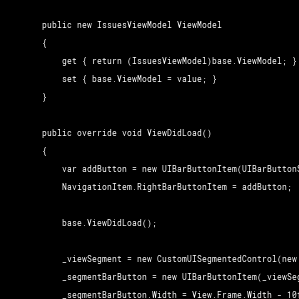 public new IssuesViewModel ViewModel
{
get { return (IssuesViewModel)base.ViewModel; }
set { base.ViewModel = value; }
}
public override void ViewDidLoad()
{
var addButton = new UIBarButtonItem(UIBarButtonS
NavigationItem.RightBarButtonItem = addButton;
base.ViewDidLoad();
_viewSegment = new CustomUISegmentedControl(new
_segmentBarButton = new UIBarButtonItem(_viewSeg
_segmentBarButton.Width = View.Frame.Width - 10f